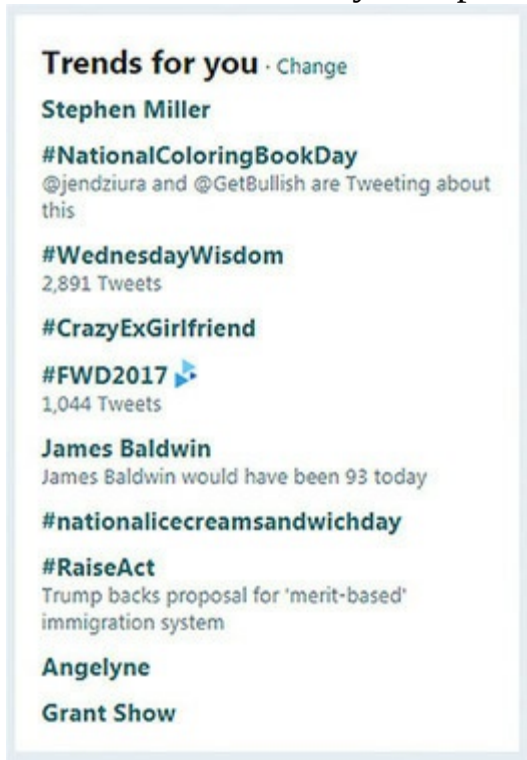 Trends for you · Change
Stephen Miller
#NationalColoringBookDay
@jendziura and @GetBullish are Tweeting about
this
#WednesdayWisdom
2,891 Tweets
#CrazyExGirlfriend
#FWD2017
1,044 Tweets
James Baldwin
James Baldwin would have been 93 today
#nationalicecreamsandwichday
#RaiseAct
Trump backs proposal for 'merit-based'
immigration system
Angelyne
Grant Show